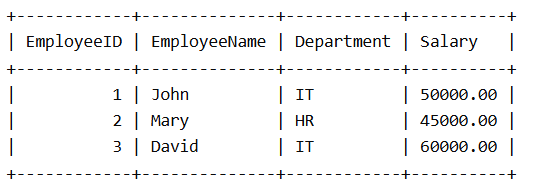 +------------+--------------+------------+----------+
| EmployeeID | EmployeeName | Department | Salary   |
+------------+--------------+------------+----------+
|          1 | John         | IT         | 50000.00 |
|          2 | Mary         | HR         | 45000.00 |
|          3 | David        | IT         | 60000.00 |
+------------+--------------+------------+----------+